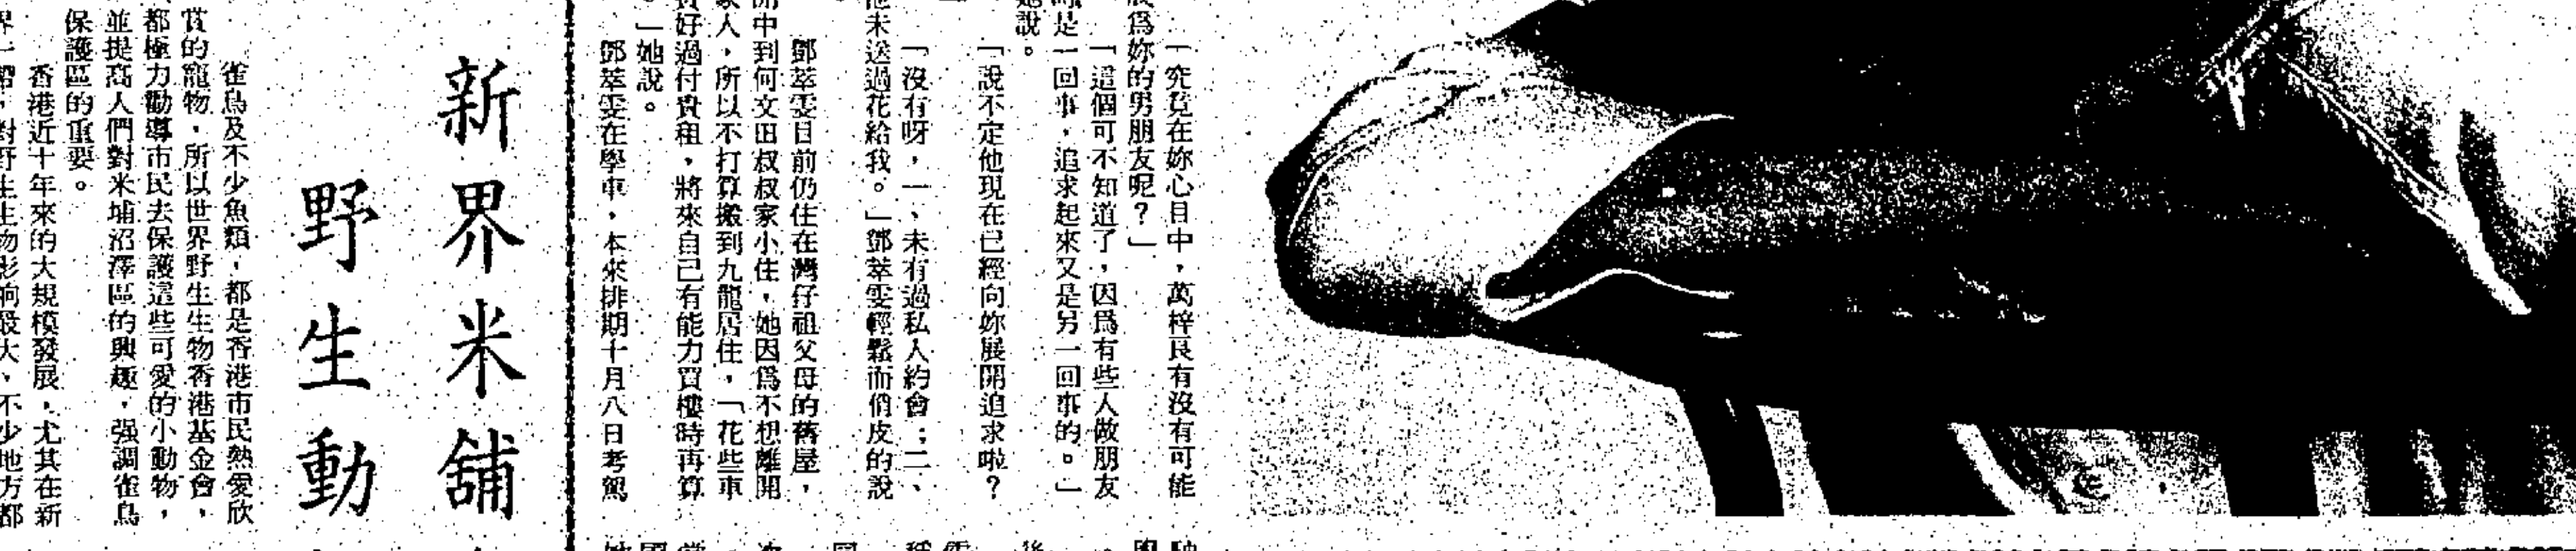 「究竟在妳心目中，萬梓良有沒有可能
成爲妳的男朋友呢？」
「這個可不知道了，因爲有些人做朋友
時是一回事，追求起來又是另一回事的。」
她說。
「說不定他現在已經向妳展開追求啦？
「沒有呀，一、未有過私人約會；二、
他未送過花給我。」鄧萃雯輕鬆而俏皮的說
鄧萃雯目前仍住在灣仔祖父母的舊屋，
中到何文田叔叔家小住，她因爲不想離開
家人，所以不打算搬到九龍居住，「花些車
費好過付貴租，將來自己有能力買樓時再算
。」她說。
鄧萃雯在學車，本來排期十月八日考駕
新界米舖
野生動
雀鳥及不少魚類，都是香港市民熱愛欣
賞的寵物，所以世界野生生物香港基金會，
都極力勸導市民去保護這些可愛的小動物，
並提高人們對米埔沼澤區的興趣，强調雀鳥
保護區的重要。
香港近十年來的大規模發展，尤其在新
界一帶，對野生生物影响最大，不少地方都